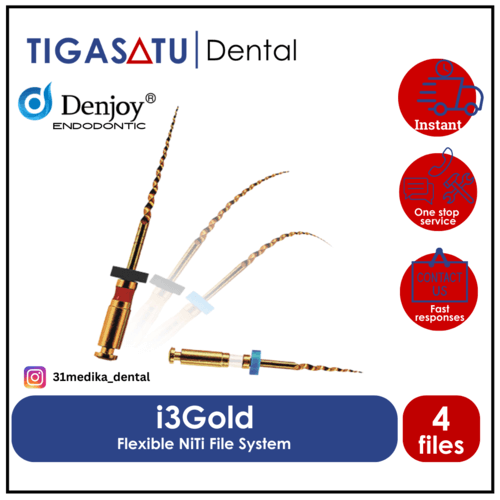 TIGASATU | Dental
Denjoy®
ENDODONTIC
Instant
One stop
service
CONTACT
US
Fast
responses
31medika_dental
i3Gold
Flexible NiTi File System
4
files